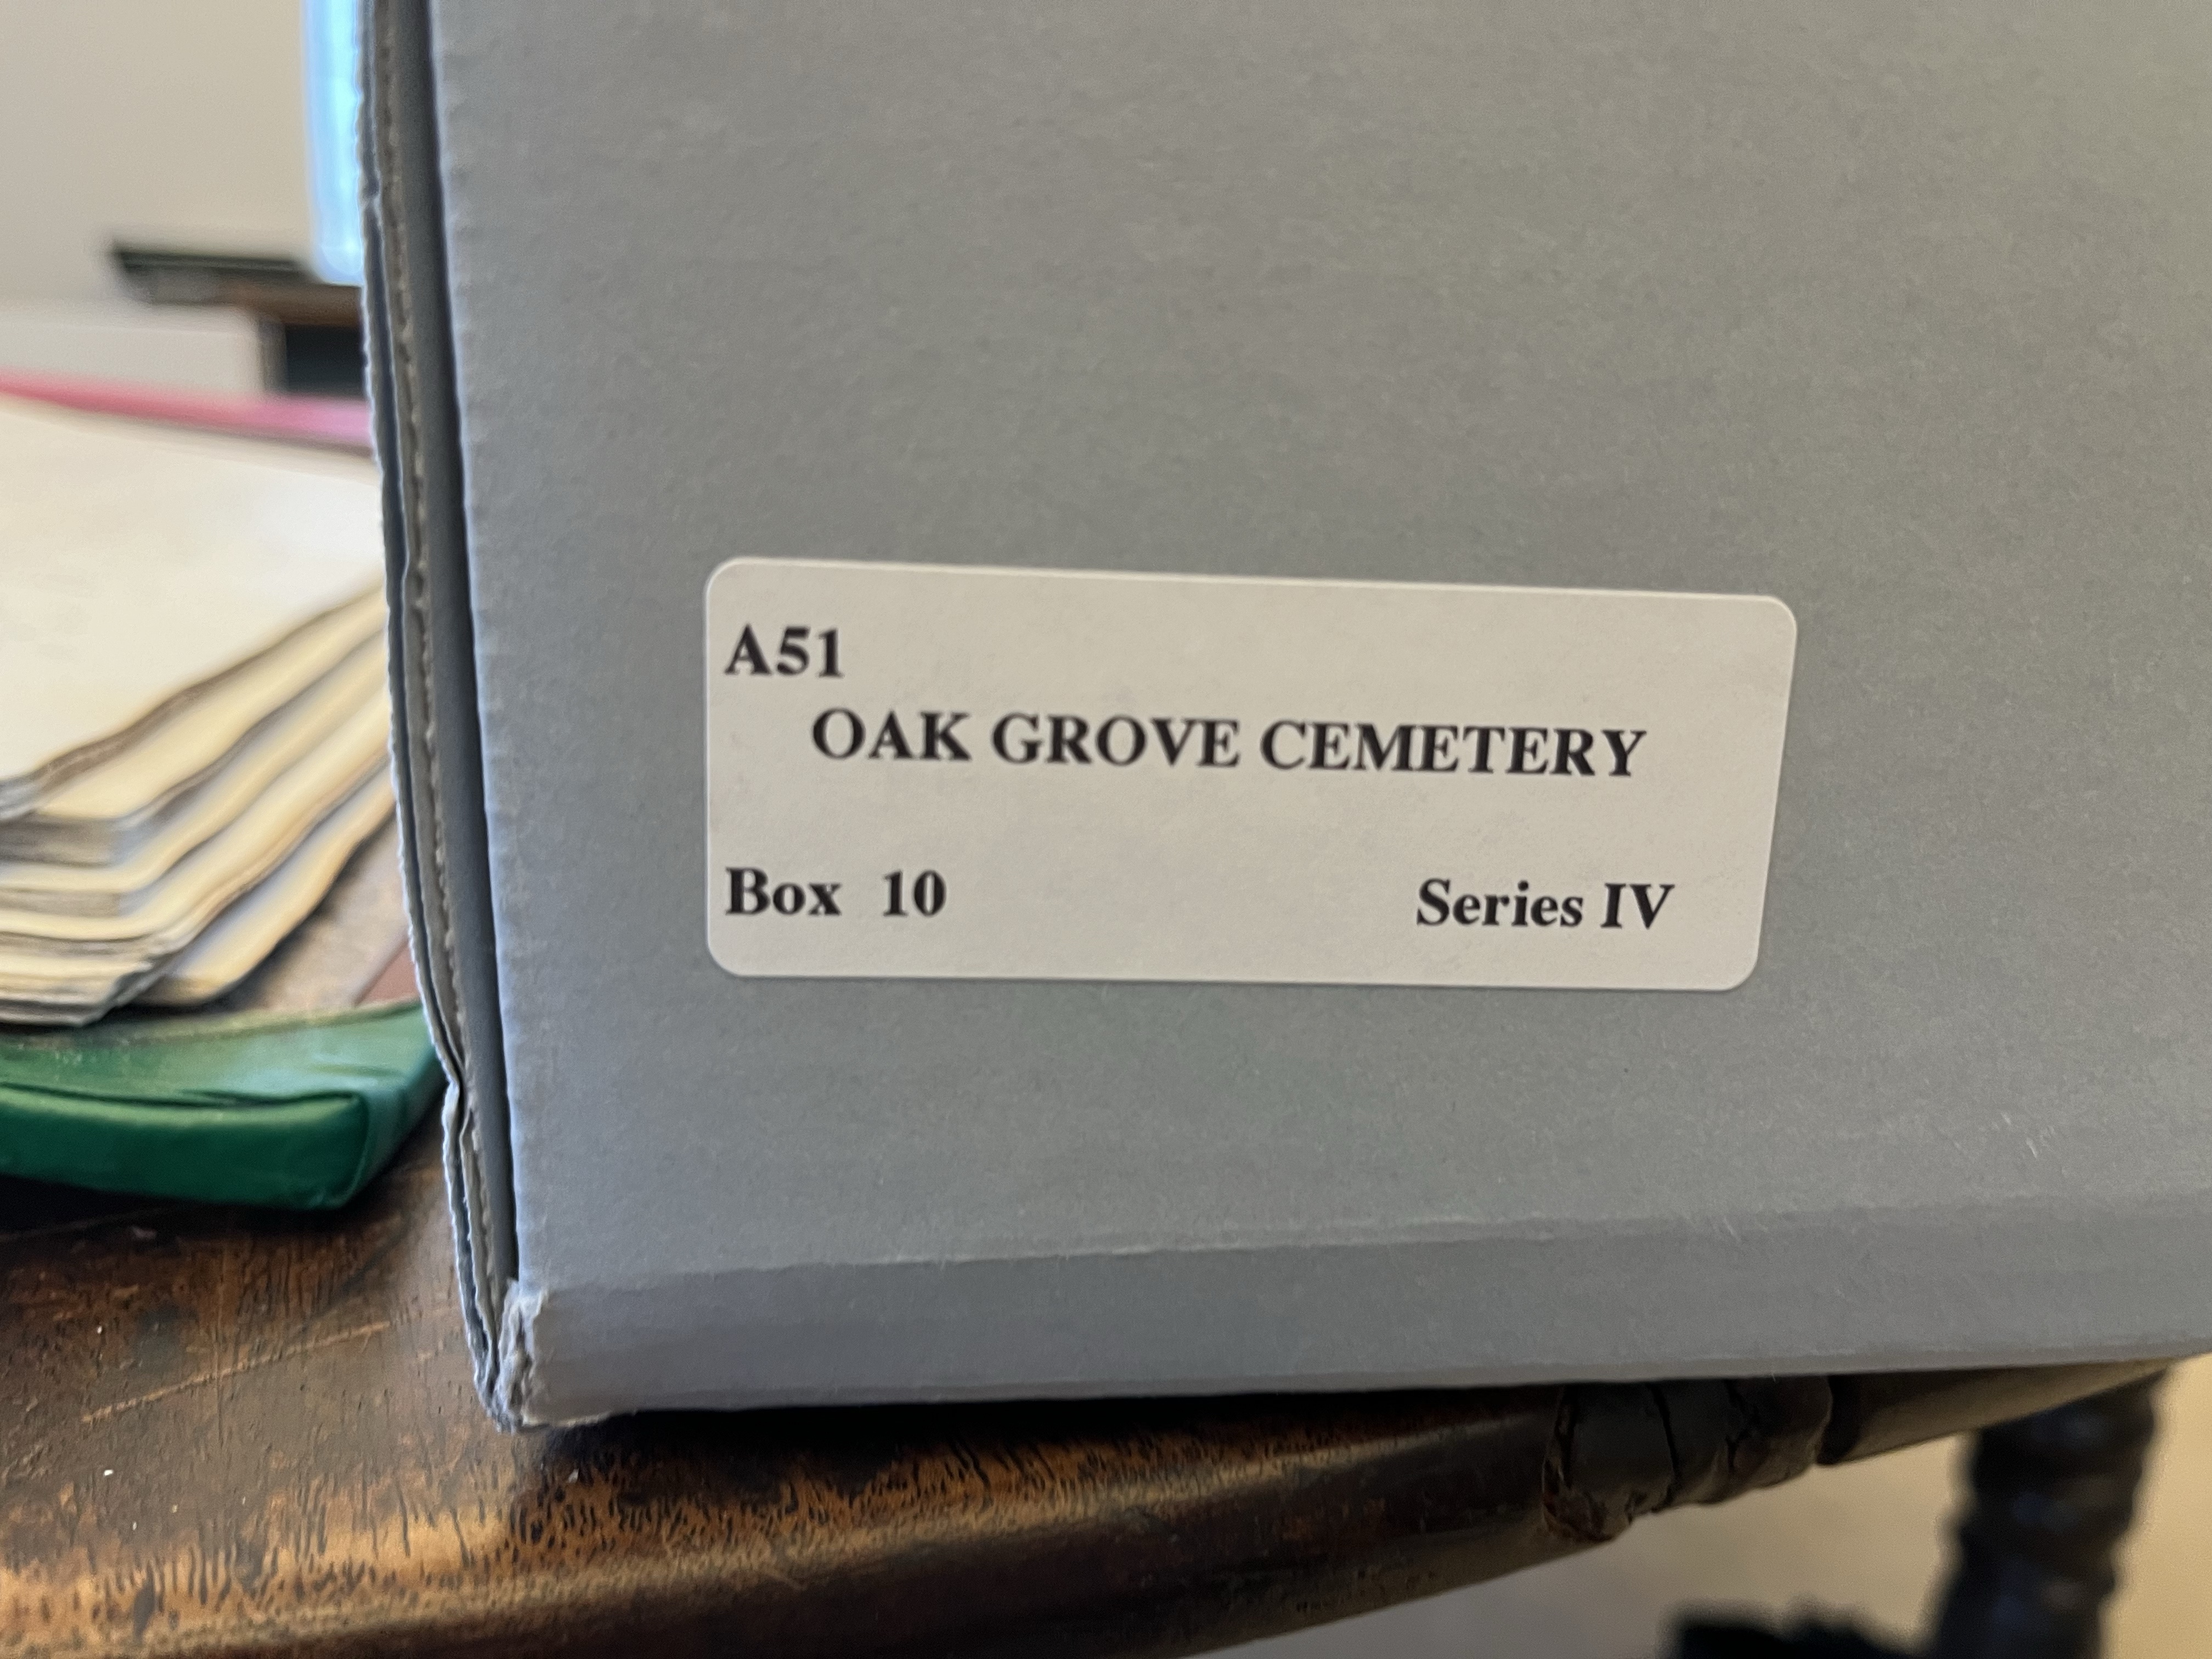 A51
OAK GROVE CEMETERY
Box 10
Series IV